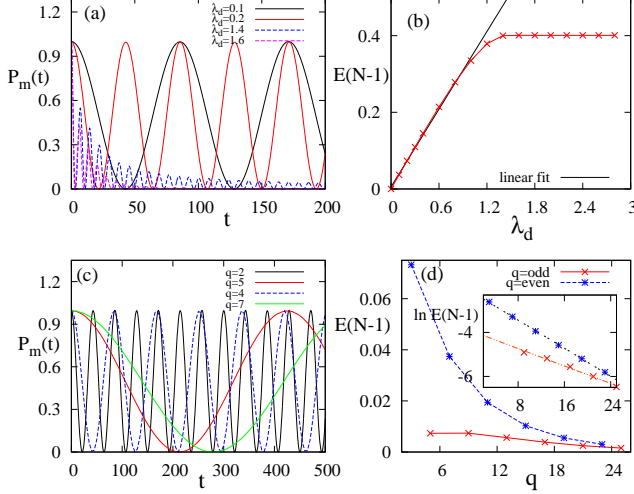 (a)
λd=0.1
λd=0.2
λd=1.4
λd=1.6
Pm(t)
1.2
0.9
0.6
0.3
0
0 50 100 150 200
t
(b)
E(N-1)
0.4
0.2
0
linear fit
0 0.6 1.2 1.8 2.4 3
λd
(c)
q=2
q=5
q=4
q=7
Pm(t)
1.2
0.9
0.6
0.3
0
0 100 200 300 400 500
t
(d)
q=odd
q=even
E(N-1)
0.06
0.04
0.02
0
6 12 18 24
q
ln E(N-1)
-4
-6
8 16 24